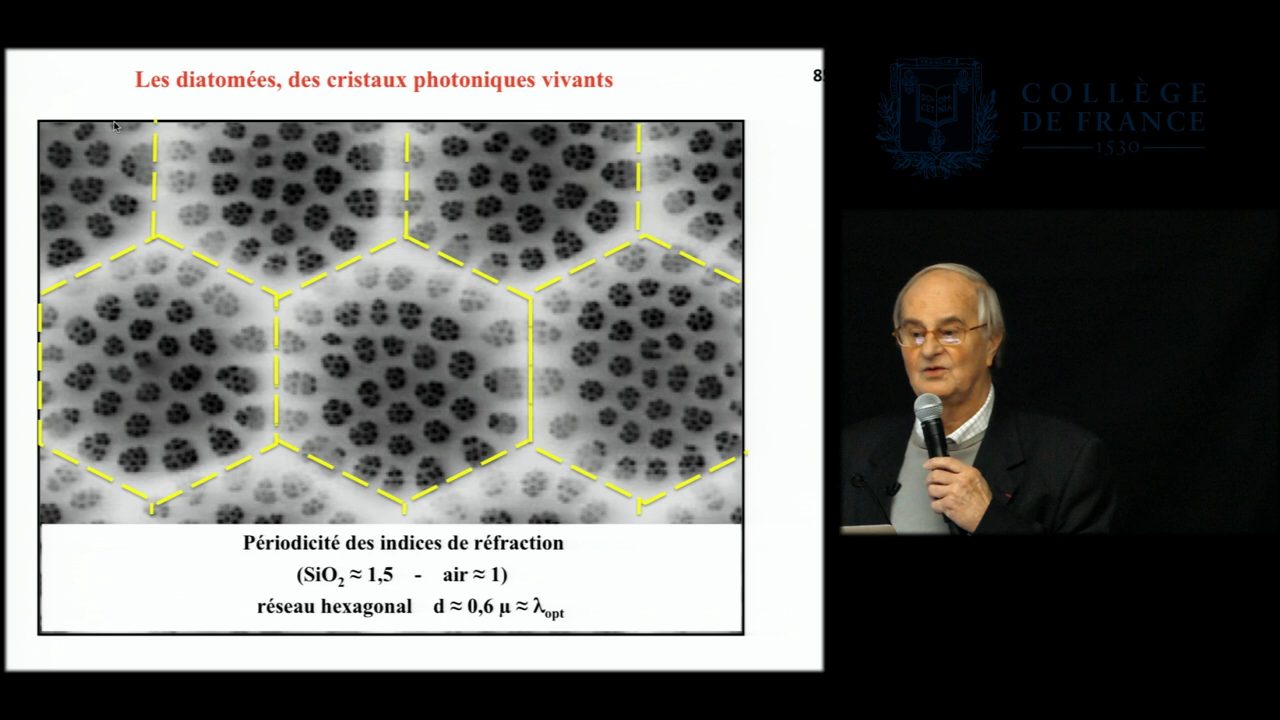 Les diatomées, des cristaux photoniques vivants
8
Périodicité des indices de réfraction
(SiO₂ ≈ 1,5 - air ≈ 1)
réseau hexagonal d ≈ 0,6 µ ≈ λopt
COLLÈGE
DE FRANCE
1530